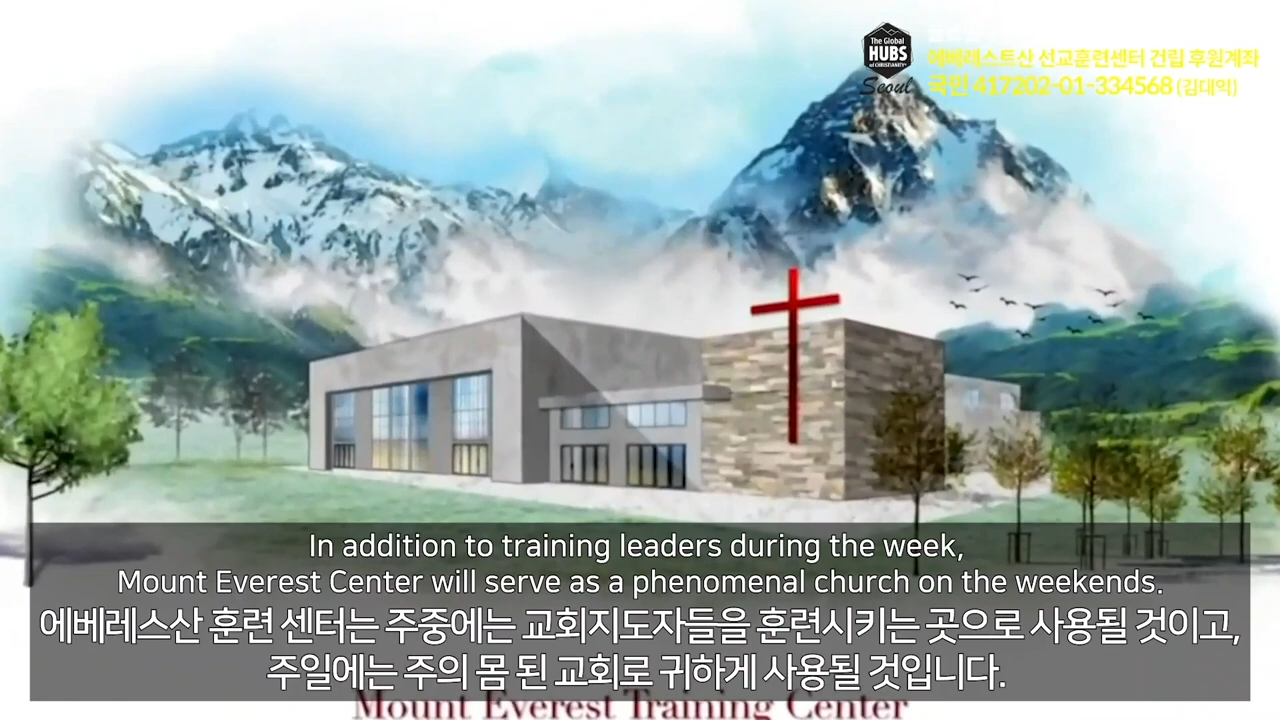 The Global
HUBS
of CHRISTIANITY
Seoul
에베레스트산 선교훈련센터 건립 후원계좌
국민 417202-01-334568 (김대억)
In addition to training leaders during the week,
Mount Everest Center will serve as a phenomenal church on the weekends.
에베레스산 훈련 센터는 주중에는 교회지도자들을 훈련시키는 곳으로 사용될 것이고,
주일에는 주의 몸 된 교회로 귀하게 사용될 것입니다.
Mount Everest Training Center